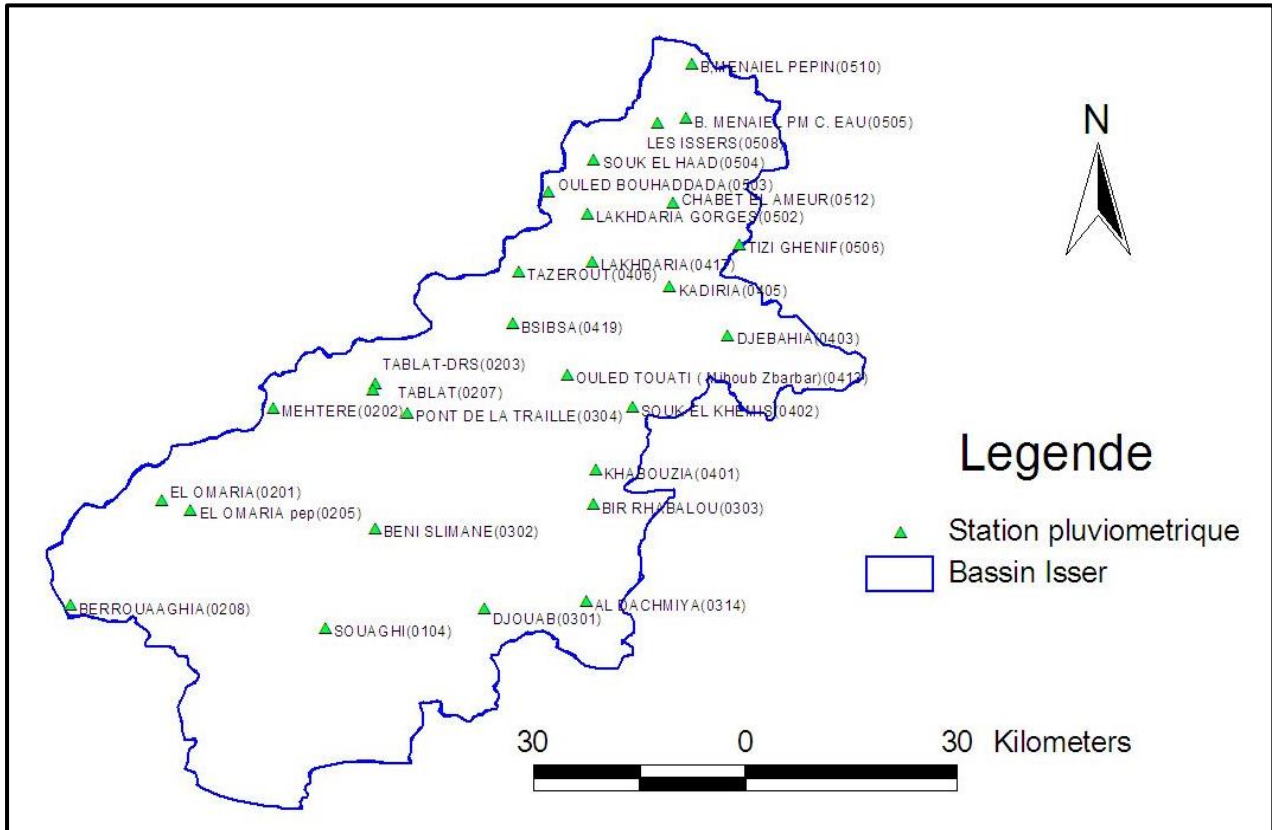 B,MENAIEL PEPIN(0510)
N
B. MENAIEL PM C. EAU(0505)
LES ISSERS(0508)
SOUK EL HAAD(0504)
OULED BOUHADDADA(0503)
CHABET EL AMEUR(0512)
LAKHDARIA GORGES(0502)
TIZI GHENIF(0506)
LAKHDARIA(0417)
TAZEROUT(0406)
KADIRIA(0405)
BSIBSA(0419)
DJEBAHIA(0403)
TABLAT-DRS(0203)
OULED TOUATI ( Mihoub Zbarbar)(0413)
TABLAT(0207)
MEHTERE(0202)
PONT DE LA TRAILLE(0304)
SOUK EL KHEMIS(0402)
Legende
KHABOUZIA(0401)
EL OMARIA(0201)
BIR RHABALOU(0303)
EL OMARIA pep(0205)
BENI SLIMANE(0302)
Station pluviometrique
Bassin Isser
BERROUAAGHIA(0208)
AL DACHMIYA(0314)
DJOUAB(0301)
SOUAGHI(0104)
30 0 30 Kilometers